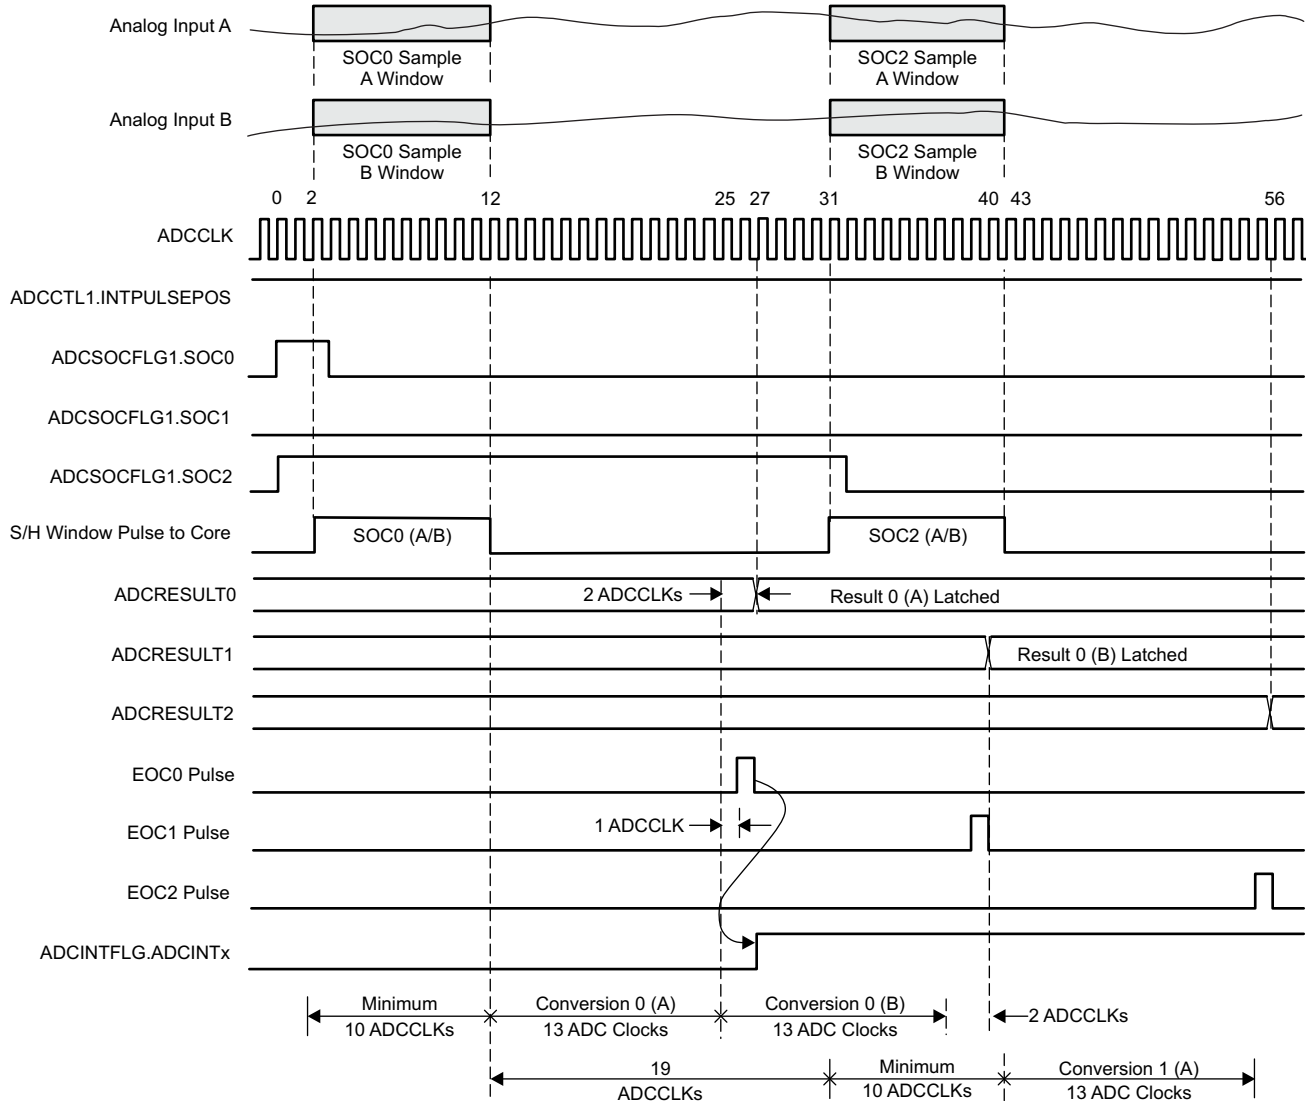 Analog Input A
SOC0 Sample
A Window
SOC2 Sample
A Window
Analog Input B
SOC0 Sample
B Window
SOC2 Sample
B Window
0 2 12 25 27 31 40 43 56
ADCCLK
ADCCTL1.INTPULSEPOS
ADCSOCFLG1.SOC0
ADCSOCFLG1.SOC1
ADCSOCFLG1.SOC2
S/H Window Pulse to Core
SOC0 (A/B)
SOC2 (A/B)
ADCRESULT0
2 ADCCLKs
Result 0 (A) Latched
ADCRESULT1
Result 0 (B) Latched
ADCRESULT2
EOC0 Pulse
EOC1 Pulse
1 ADCCLK
EOC2 Pulse
ADCINTFLG.ADCINTx
Minimum
10 ADCCLKs
Conversion 0 (A)
13 ADC Clocks
Conversion 0 (B)
13 ADC Clocks
2 ADCCLKs
19
ADCCLKs
Minimum
10 ADCCLKs
Conversion 1 (A)
13 ADC Clocks